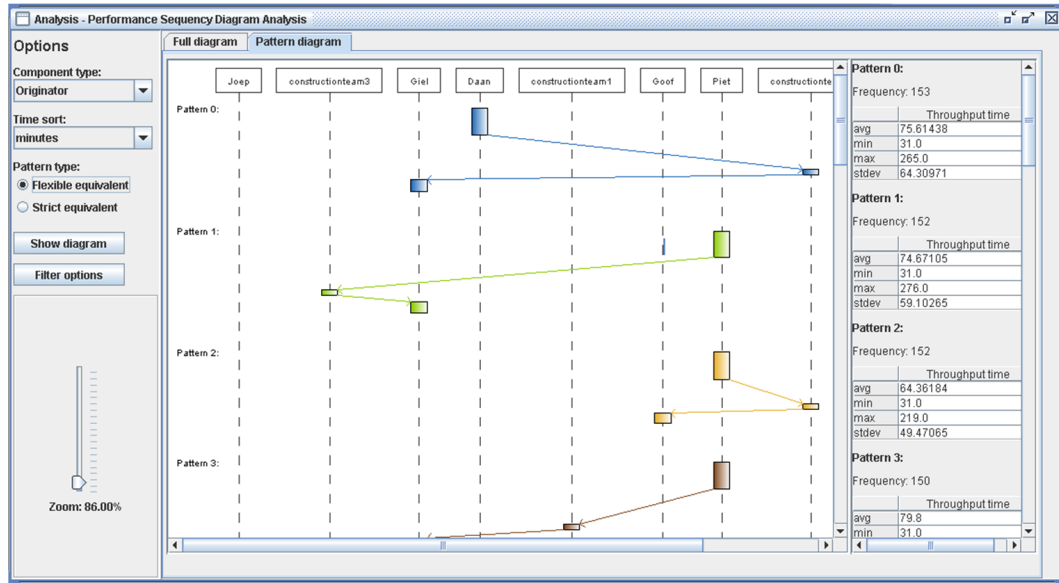 Analysis - Performance Sequence Diagram Analysis
Options
Component type:
Originator
Time sort:
minutes
Pattern type:
Flexible equivalent
Strict equivalent
Show diagram
Filter options
Zoom: 86.00%
Full diagram
Pattern diagram
Joep
constructionteam3
Giel
Daan
constructionteam1
Goof
Piet
constructionte
Pattern 0:
Pattern 1:
Pattern 2:
Pattern 3:
Pattern 0:
Frequency: 153
Throughput time
avg 75.61438
min 31.0
max 265.0
stdev 64.30971
Pattern 1:
Frequency: 152
Throughput time
avg 74.67105
min 31.0
max 276.0
stdev 59.10265
Pattern 2:
Frequency: 152
Throughput time
avg 64.36184
min 31.0
max 219.0
stdev 49.47065
Pattern 3:
Frequency: 150
Throughput time
avg 79.8
min 31.0